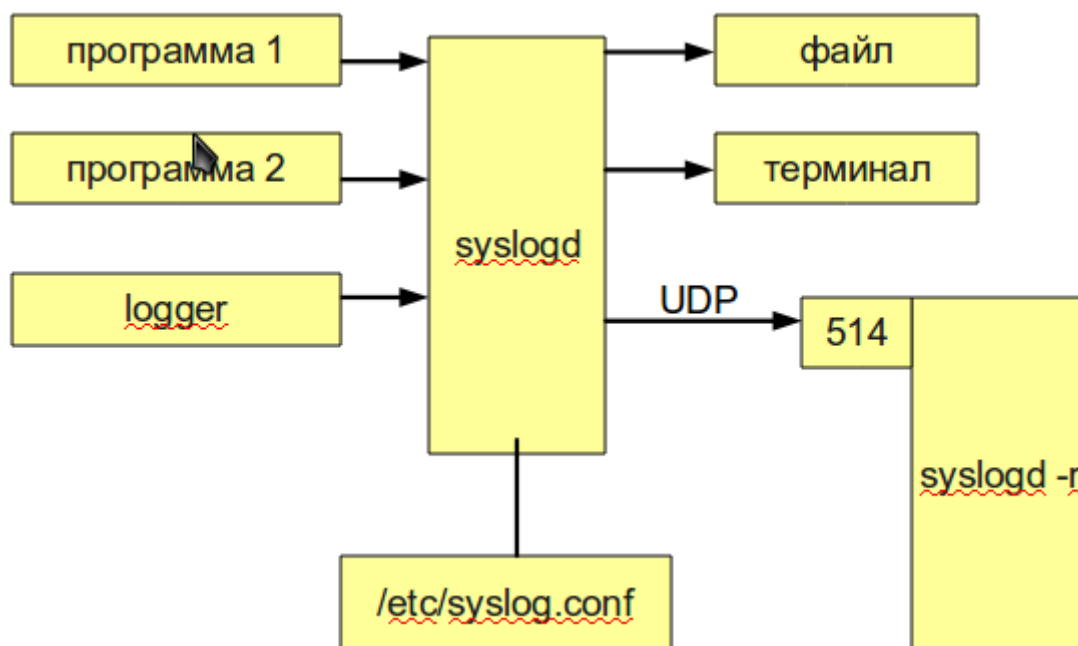 программа 1
файл
программа 2
терминал
syslogd
logger
UDP
514
syslogd -r
/etc/syslog.conf